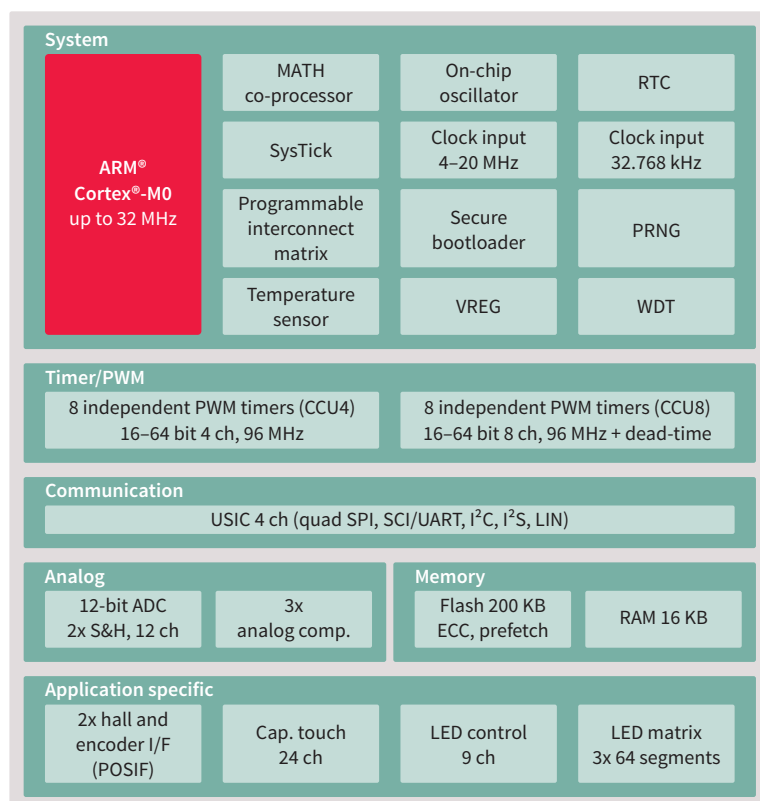 System
ARM®
Cortex®-M0
up to 32 MHz
MATH
co-processor
On-chip
oscillator
RTC
SysTick
Clock input
4–20 MHz
Clock input
32.768 kHz
Programmable
interconnect
matrix
Secure
bootloader
PRNG
Temperature
sensor
VREG
WDT
Timer/PWM
8 independent PWM timers (CCU4)
16–64 bit 4 ch, 96 MHz
8 independent PWM timers (CCU8)
16–64 bit 8 ch, 96 MHz + dead-time
Communication
USIC 4 ch (quad SPI, SCI/UART, I²C, I²S, LIN)
Analog
12-bit ADC
2x S&H, 12 ch
3x
analog comp.
Memory
Flash 200 KB
ECC, prefetch
RAM 16 KB
Application specific
2x hall and
encoder I/F
(POSIF)
Cap. touch
24 ch
LED control
9 ch
LED matrix
3x 64 segments